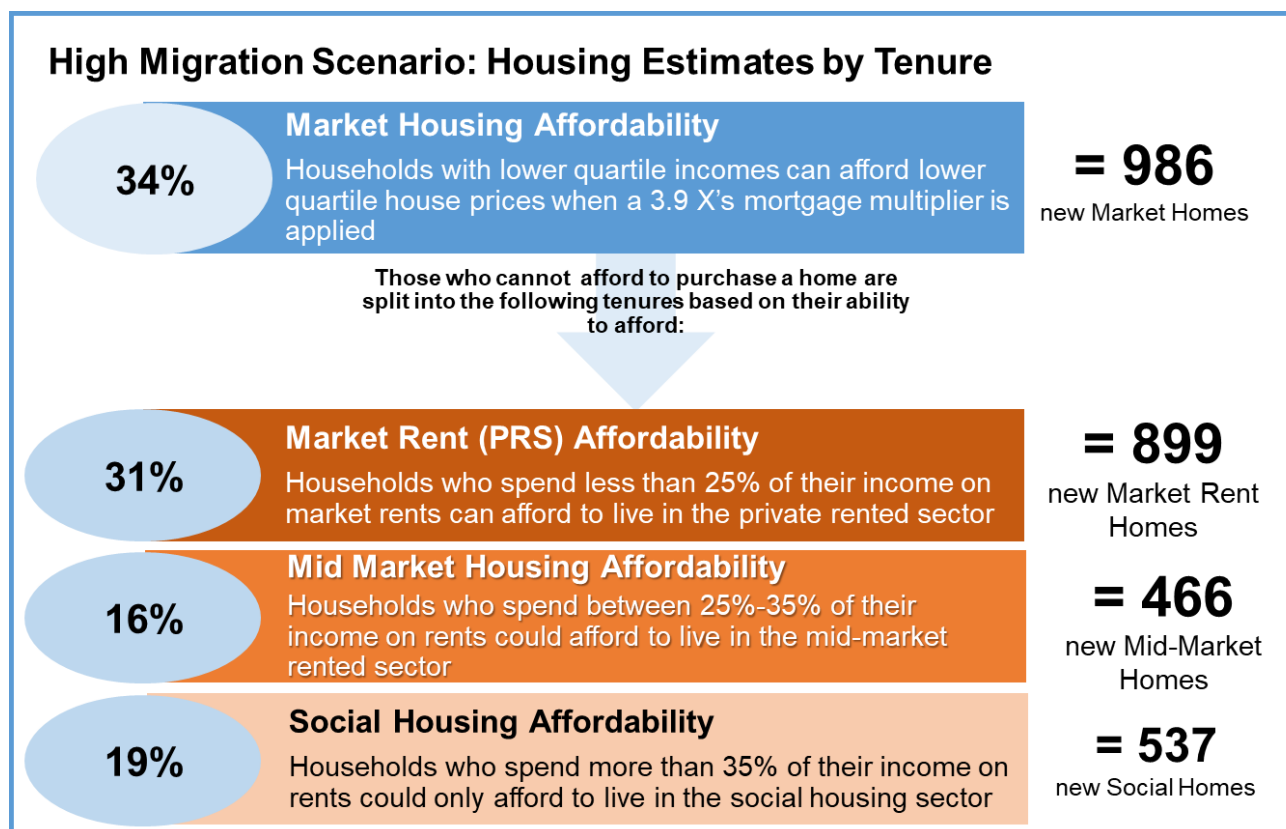 High Migration Scenario: Housing Estimates by Tenure
34%
Market Housing Affordability
Households with lower quartile incomes can afford lower
quartile house prices when a 3.9 X’s mortgage multiplier is
applied
= 986
new Market Homes
Those who cannot afford to purchase a home are
split into the following tenures based on their ability
to afford:
31%
Market Rent (PRS) Affordability
Households who spend less than 25% of their income on
market rents can afford to live in the private rented sector
= 899
new Market Rent
Homes
16%
Mid Market Housing Affordability
Households who spend between 25%-35% of their
income on rents could afford to live in the mid-market
rented sector
= 466
new Mid-Market
Homes
19%
Social Housing Affordability
Households who spend more than 35% of their income on
rents could only afford to live in the social housing sector
= 537
new Social Homes